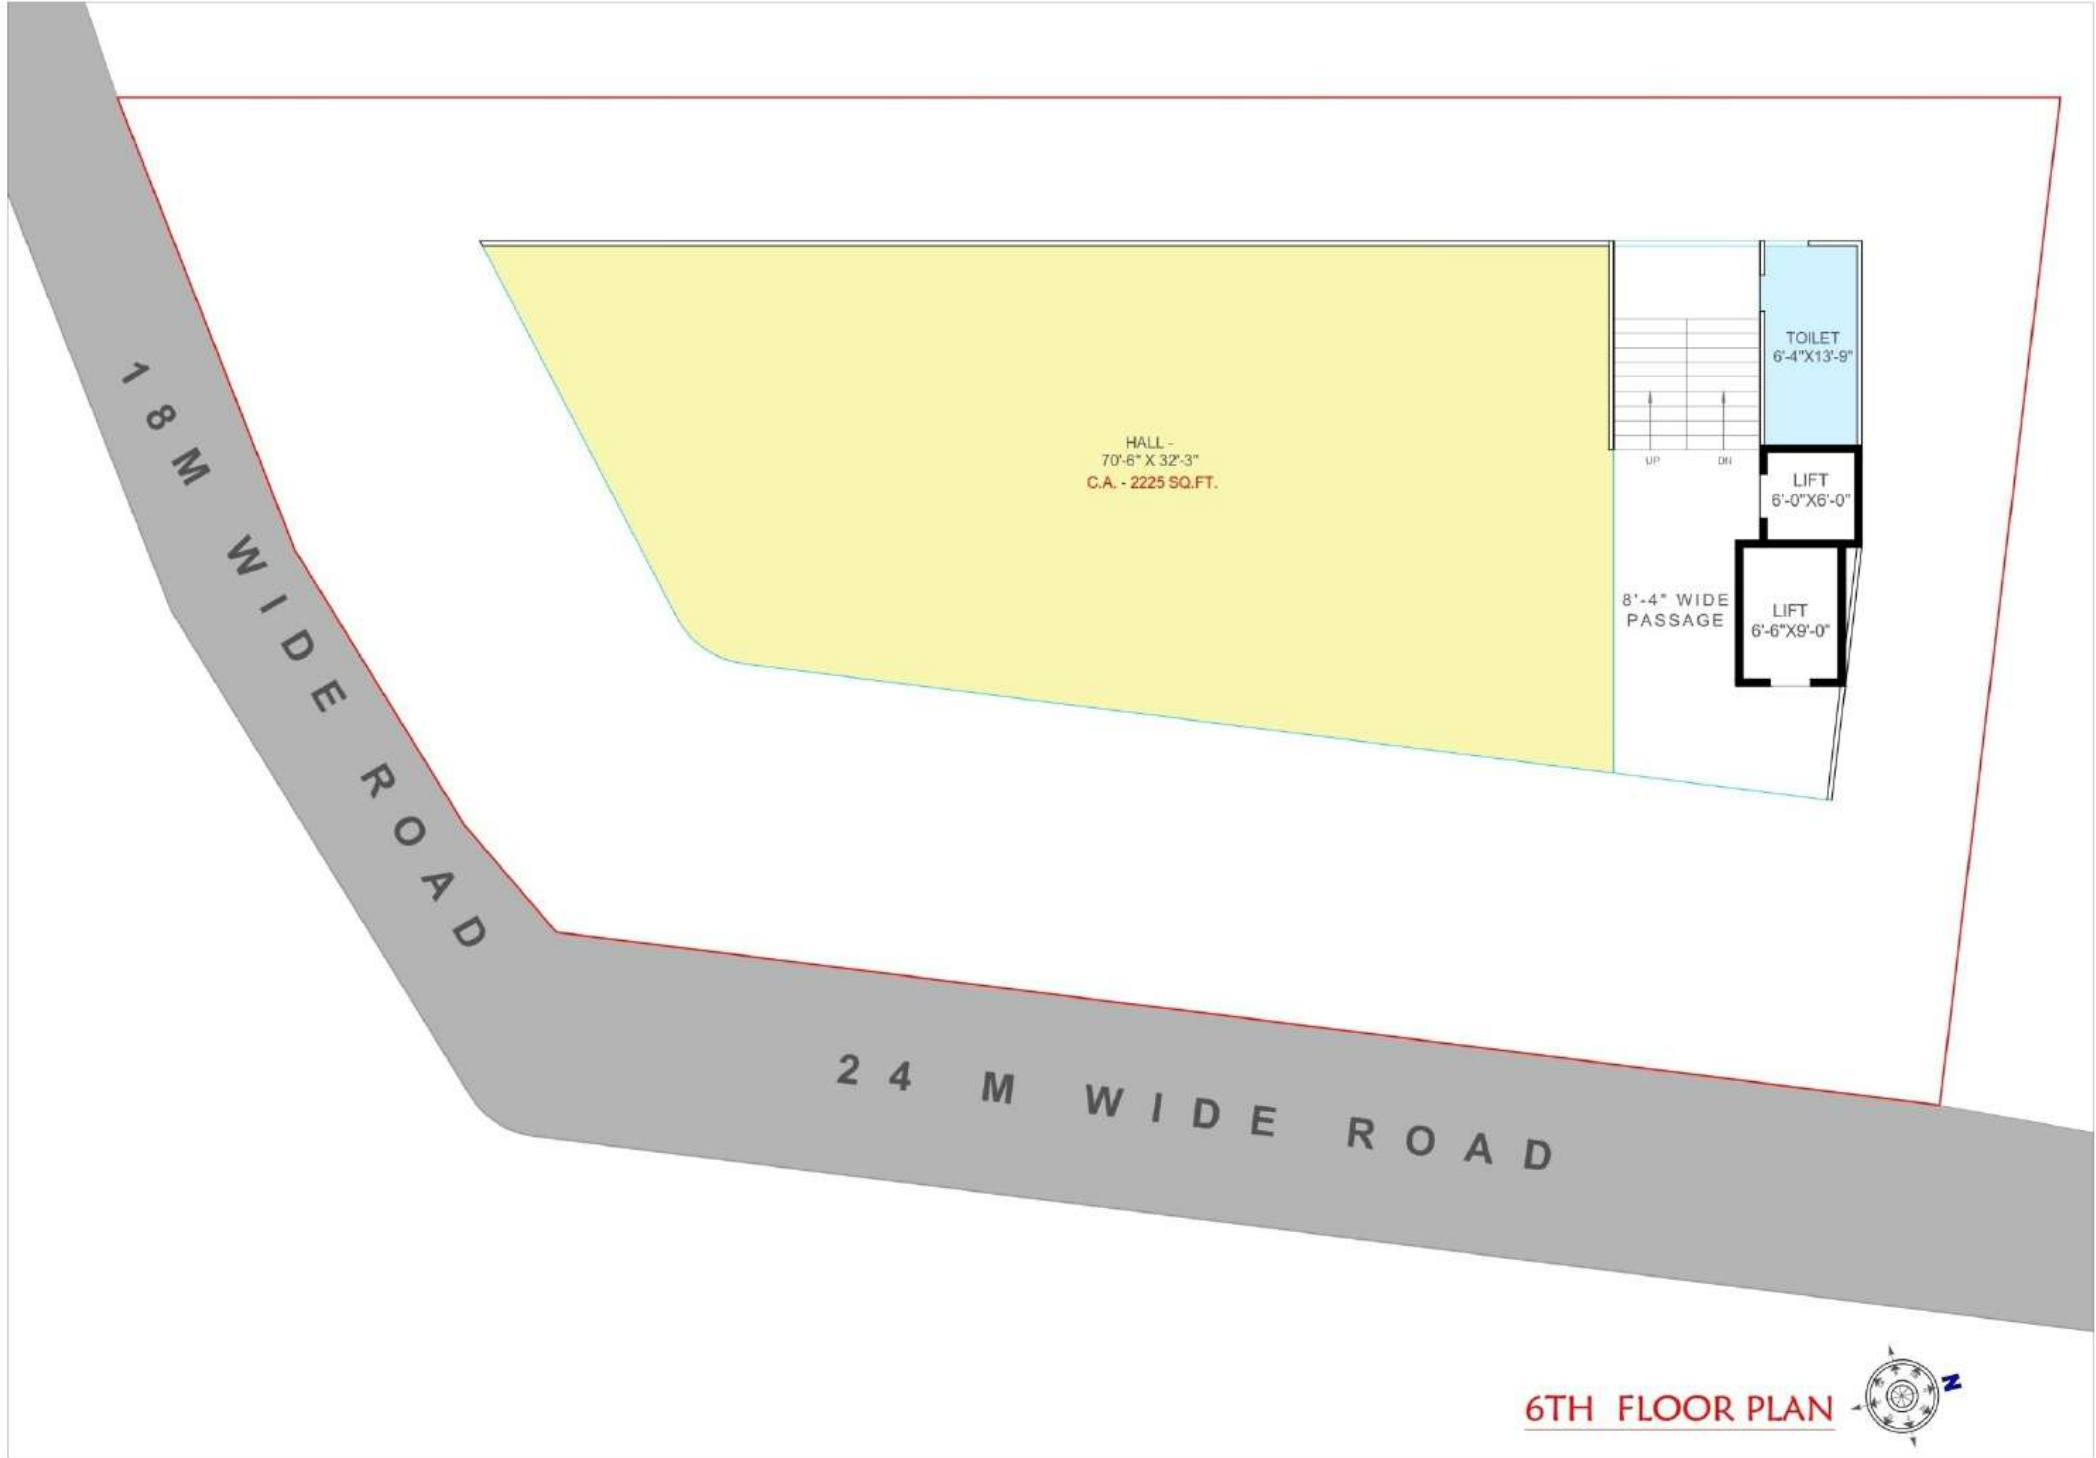 TOILET
6'-4"X13'-9"
HALL -
70'-6" X 32'-3"
C.A. - 2225 SQ.FT.
UP
DN
LIFT
6'-0"X6'-0"
8'-4" WIDE
PASSAGE
LIFT
6'-6"X9'-0"
18M WIDE ROAD
24 M WIDE ROAD
6TH FLOOR PLAN
N